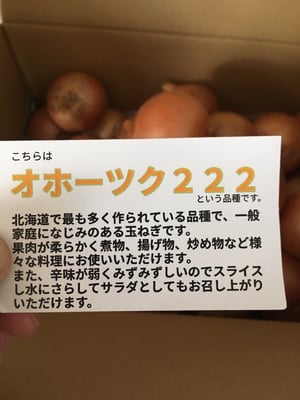 こちらは
オホーツク２２２
という品種です。
北海道で最も多く作られている品種で、一般
家庭になじみのある玉ねぎです。
果肉が柔らかく煮物、揚げ物、炒め物など様
々な料理にお使いいただけます。
また、辛味が弱くみずみずしいのでスライス
し水にさらしてサラダとしてもお召し上がり
いただけます。